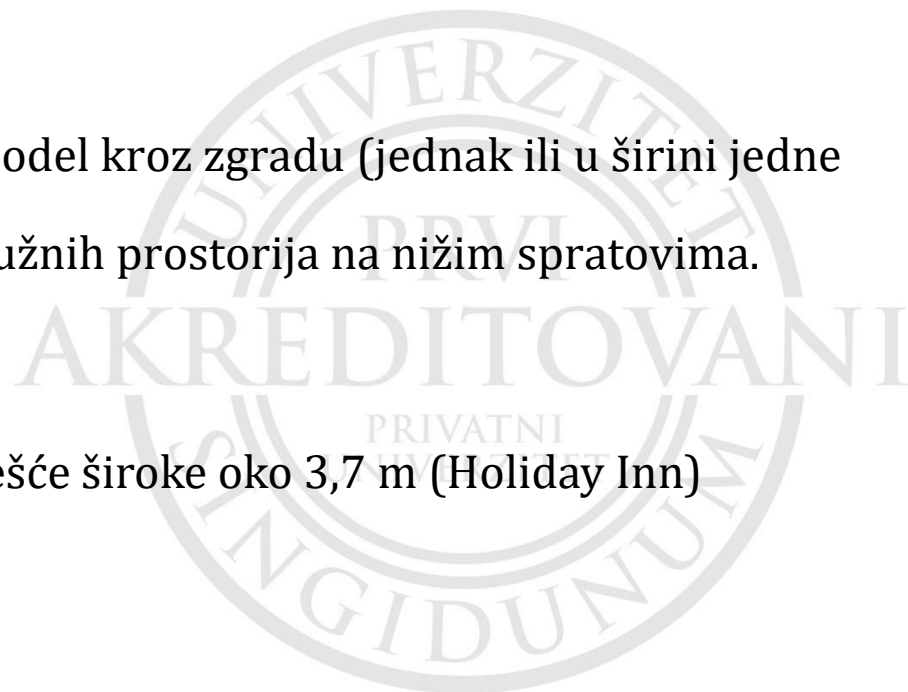 odel kroz zgradu (jednak ili u širini jedne
užnih prostorija na nižim spratovima.
ešće široke oko 3,7 m (Holiday Inn)
UNIVERZITET
PRVI
AKREDITOVANI
PRIVATNI
UNIVERZITET
SINGIDUNUM